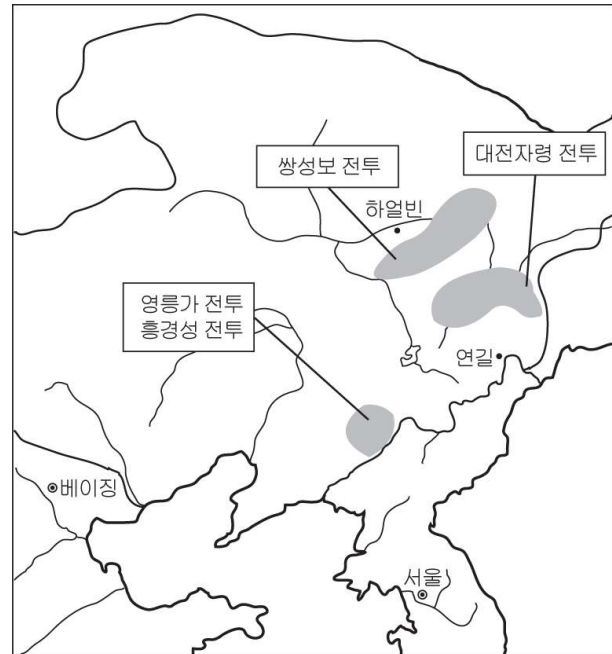 쌍성보 전투
대전자령 전투
하얼빈
영릉가 전투
흥경성 전투
연길
베이징
서울